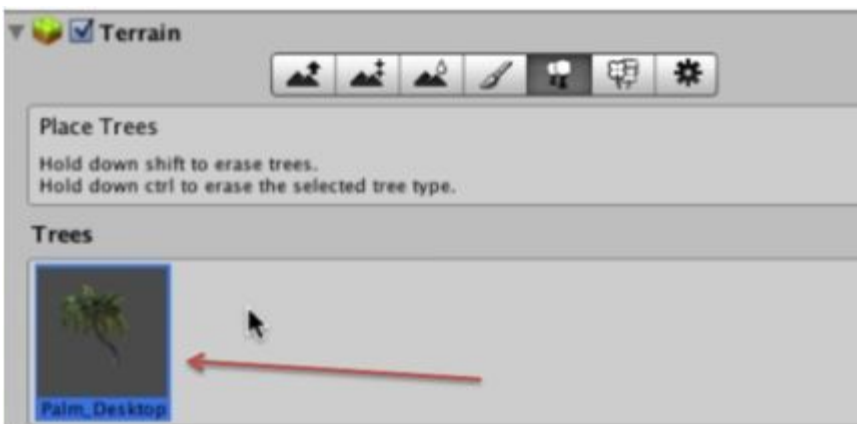 Terrain
Place Trees
Hold down shift to erase trees.
Hold down ctrl to erase the selected tree type.
Trees
Palm_Desktop